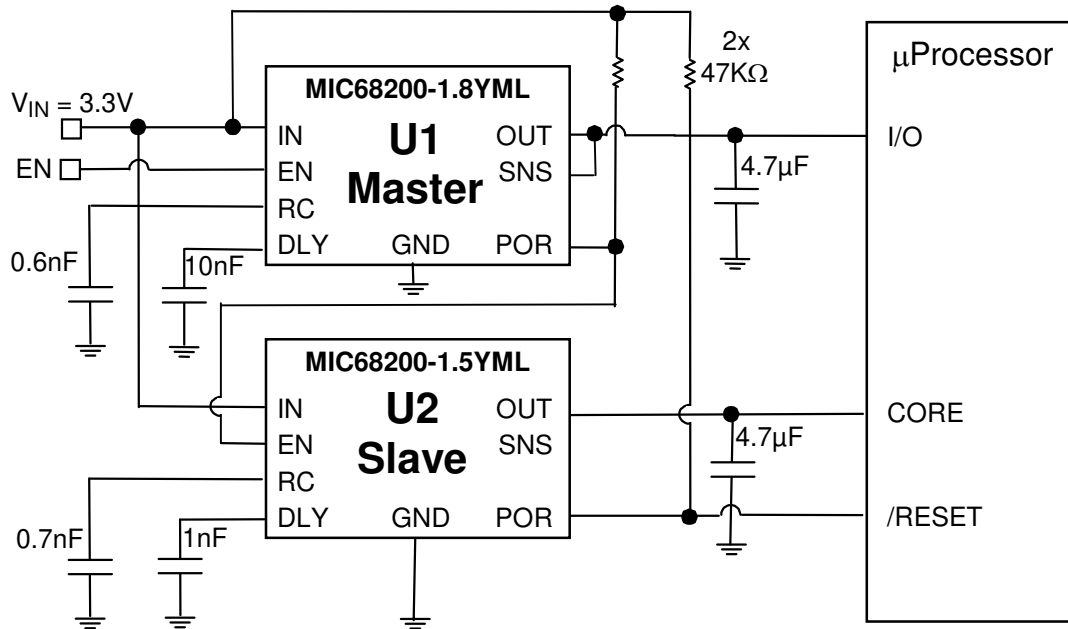 2x
47KΩ
µProcessor
V_IN = 3.3V
EN
MIC68200-1.8YML
U1
Master
IN
EN
RC
DLY
GND
OUT
SNS
POR
I/O
4.7µF
0.6nF
10nF
MIC68200-1.5YML
U2
Slave
IN
EN
RC
DLY
GND
OUT
SNS
POR
CORE
4.7µF
/RESET
0.7nF
1nF